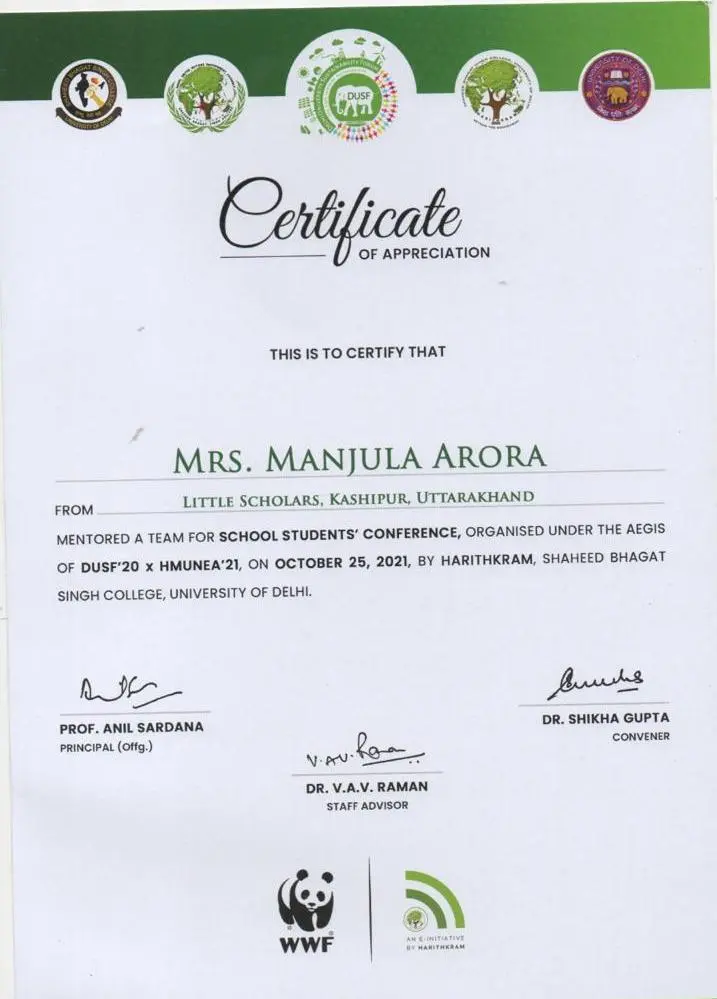 DUSF
Certificate
OF APPRECIATION
THIS IS TO CERTIFY THAT
MRS. MANJULA ARORA
FROM LITTLE SCHOLARS, KASHIPUR, UTTARAKHAND
MENTORED A TEAM FOR SCHOOL STUDENTS' CONFERENCE, ORGANISED UNDER THE AEGIS
OF DUSF'20 x HMUNEA'21, ON OCTOBER 25, 2021, BY HARITHKRAM, SHAHEED BHAGAT
SINGH COLLEGE, UNIVERSITY OF DELHI.
PROF. ANIL SARDANA
PRINCIPAL (Offg.)
DR. SHIKHA GUPTA
CONVENER
V.AV. Raman
DR. V.A.V. RAMAN
STAFF ADVISOR
WWF
AN E-INITIATIVE
BY HARITHKRAM